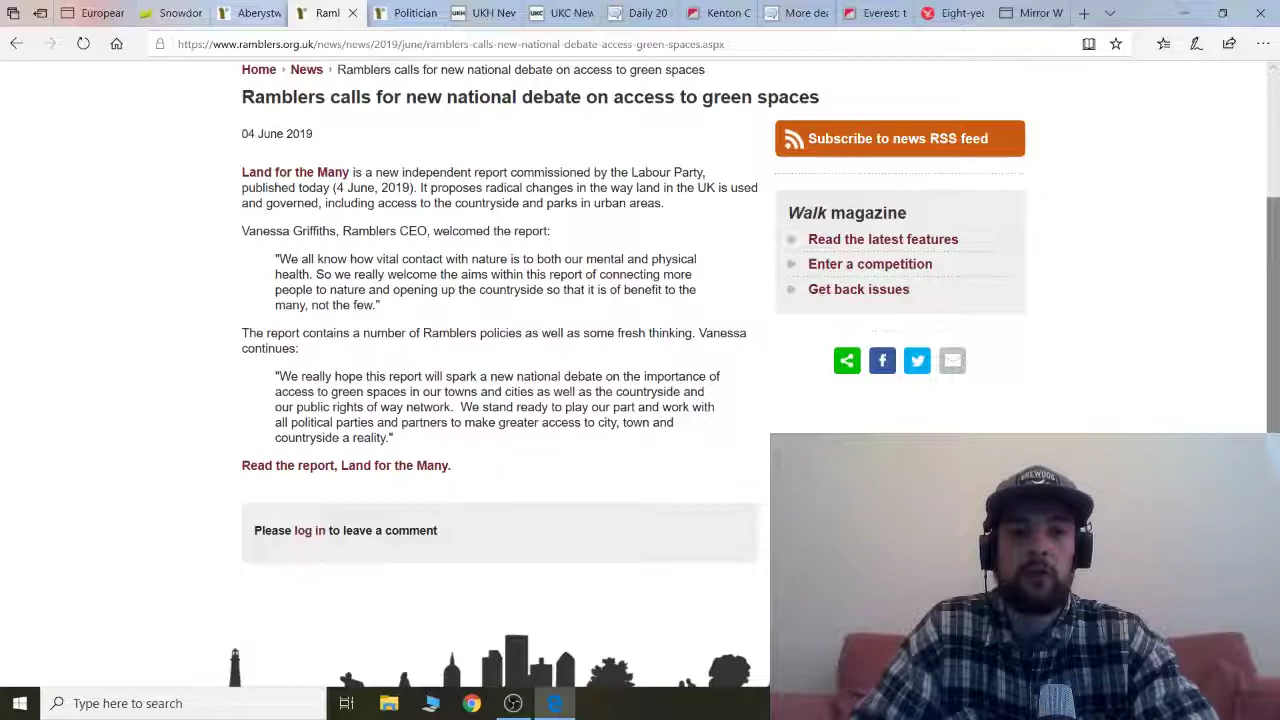 European
Snowdor
Aberyst
Raml
Politician
UKH UKH Nev
UKC UKC New
Daily 20
Kenton C
More del
Everest:
Eight-yea
Mirror W
https://www.ramblers.org.uk/news/news/2019/june/ramblers-calls-new-national-debate-access-green-spaces.aspx
Home › News › Ramblers calls for new national debate on access to green spaces
Ramblers calls for new national debate on access to green spaces
04 June 2019
Land for the Many is a new independent report commissioned by the Labour Party,
published today (4 June, 2019). It proposes radical changes in the way land in the UK is used
and governed, including access to the countryside and parks in urban areas.
Vanessa Griffiths, Ramblers CEO, welcomed the report:
"We all know how vital contact with nature is to both our mental and physical
health. So we really welcome the aims within this report of connecting more
people to nature and opening up the countryside so that it is of benefit to the
many, not the few."
The report contains a number of Ramblers policies as well as some fresh thinking. Vanessa
continues:
"We really hope this report will spark a new national debate on the importance of
access to green spaces in our towns and cities as well as the countryside and
our public rights of way network. We stand ready to play our part and work with
all political parties and partners to make greater access to city, town and
countryside a reality."
Read the report, Land for the Many.
Please log in to leave a comment
Subscribe to news RSS feed
Walk magazine
Read the latest features
Enter a competition
Get back issues
BREWDOG
Type here to search